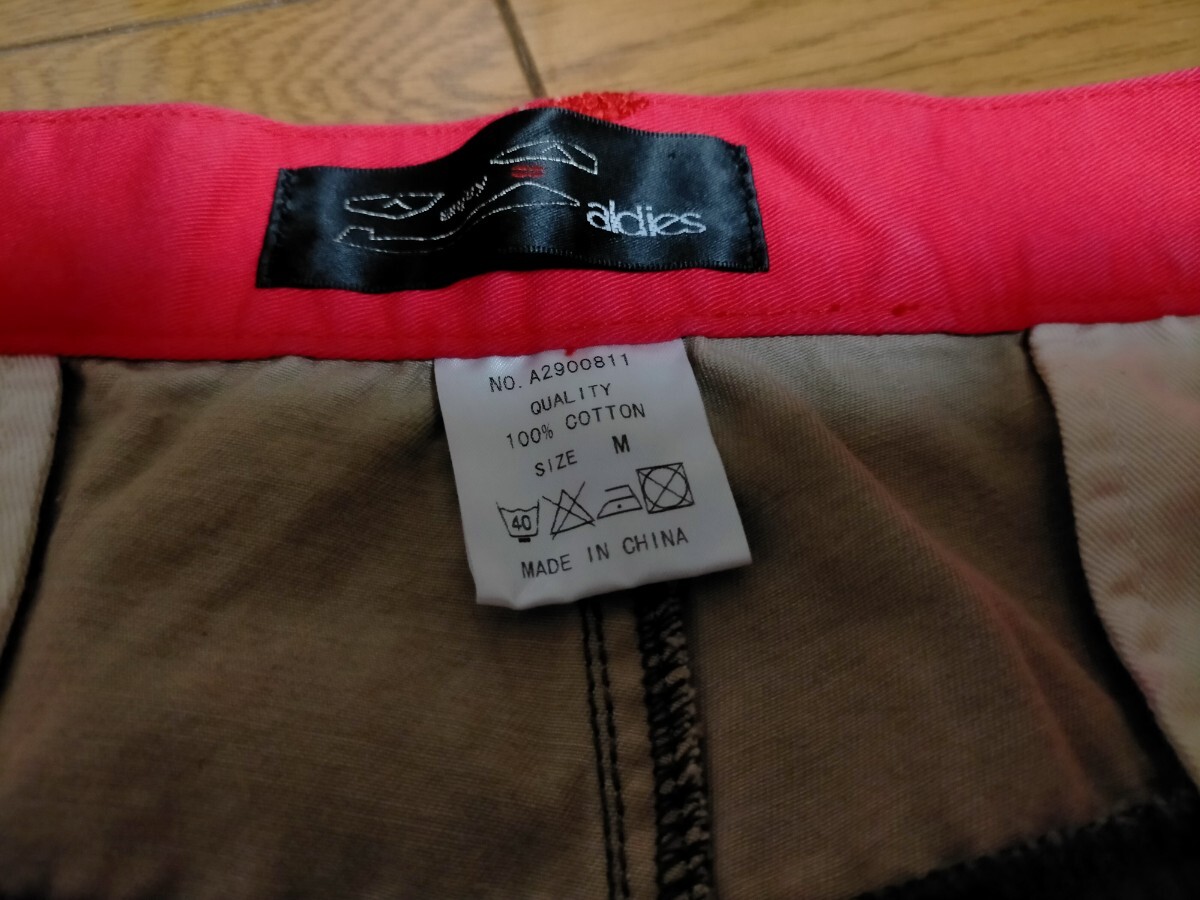 aldies
NO. A2900811
QUALITY
100% COTTON
SIZE M
40
MADE IN CHINA